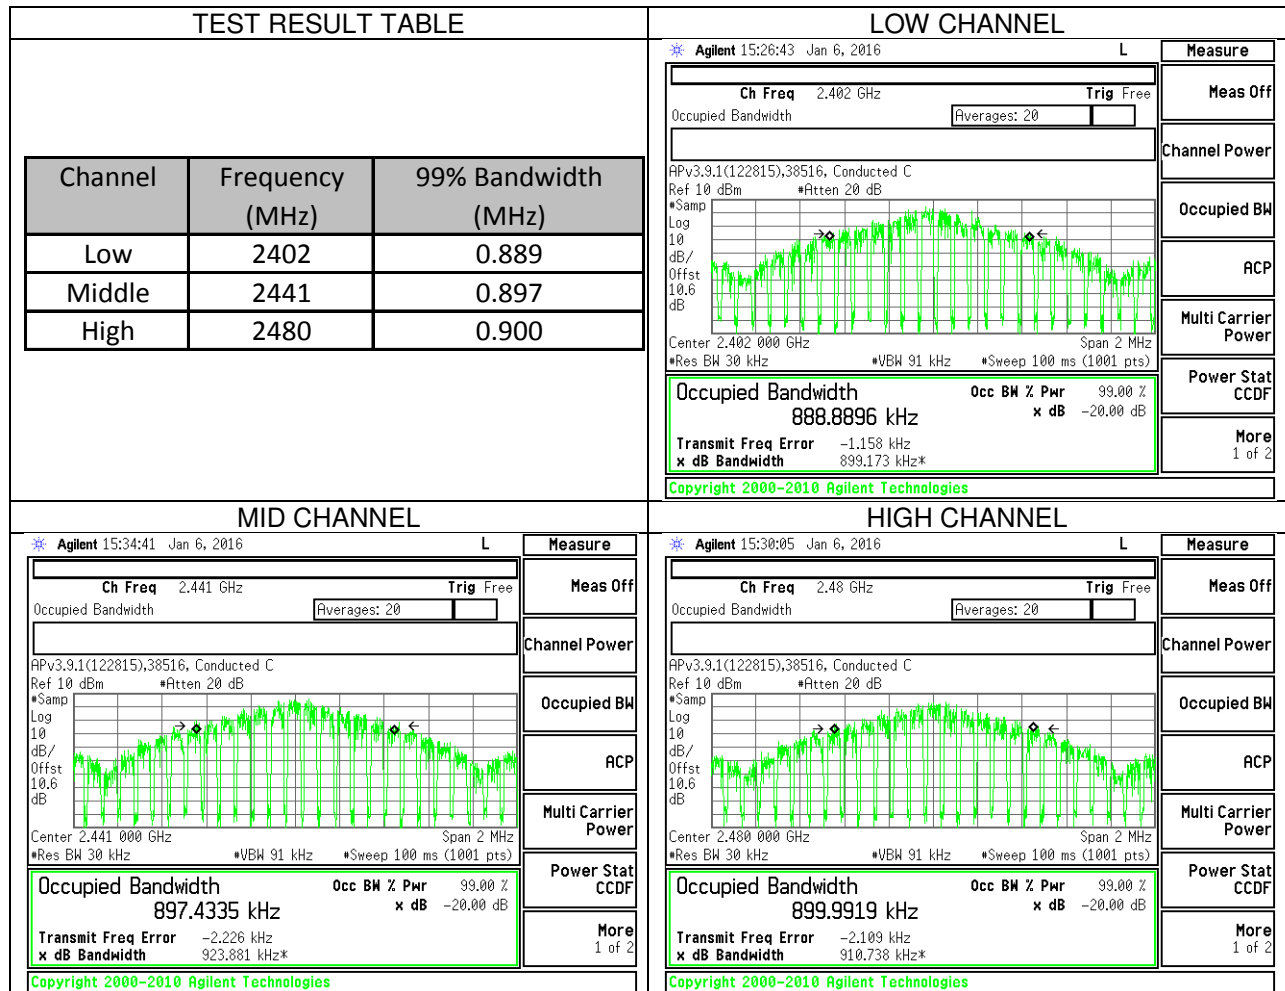 TEST RESULT TABLE
Channel Frequency (MHz) 99% Bandwidth (MHz)
Low 2402 0.889
Middle 2441 0.897
High 2480 0.900
LOW CHANNEL
Agilent 15:26:43 Jan 6, 2016 L Measure
Ch Freq 2.402 GHz Trig Free
Occupied Bandwidth Averages: 20
APv3.9.1(122815),38516, Conducted C
Ref 10 dBm #Atten 20 dB
#Samp
Log
10
dB/
Offst
10.6
dB
Center 2.402 000 GHz Span 2 MHz
#Res BW 30 kHz #VBW 91 kHz #Sweep 100 ms (1001 pts)
Occupied Bandwidth Occ BW % Pwr 99.00 %
888.8896 kHz x dB -20.00 dB
Transmit Freq Error -1.158 kHz
x dB Bandwidth 899.173 kHz*
Copyright 2000-2010 Agilent Technologies
Meas Off
Channel Power
Occupied BW
ACP
Multi Carrier
Power
Power Stat
CCDF
More
1 of 2
MID CHANNEL
Agilent 15:34:41 Jan 6, 2016 L Measure
Ch Freq 2.441 GHz Trig Free
Occupied Bandwidth Averages: 20
APv3.9.1(122815),38516, Conducted C
Ref 10 dBm #Atten 20 dB
#Samp
Log
10
dB/
Offst
10.6
dB
Center 2.441 000 GHz Span 2 MHz
#Res BW 30 kHz #VBW 91 kHz #Sweep 100 ms (1001 pts)
Occupied Bandwidth Occ BW % Pwr 99.00 %
897.4335 kHz x dB -20.00 dB
Transmit Freq Error -2.226 kHz
x dB Bandwidth 923.881 kHz*
Copyright 2000-2010 Agilent Technologies
Meas Off
Channel Power
Occupied BW
ACP
Multi Carrier
Power
Power Stat
CCDF
More
1 of 2
HIGH CHANNEL
Agilent 15:30:05 Jan 6, 2016 L Measure
Ch Freq 2.48 GHz Trig Free
Occupied Bandwidth Averages: 20
APv3.9.1(122815),38516, Conducted C
Ref 10 dBm #Atten 20 dB
#Samp
Log
10
dB/
Offst
10.6
dB
Center 2.480 000 GHz Span 2 MHz
#Res BW 30 kHz #VBW 91 kHz #Sweep 100 ms (1001 pts)
Occupied Bandwidth Occ BW % Pwr 99.00 %
899.9919 kHz x dB -20.00 dB
Transmit Freq Error -2.109 kHz
x dB Bandwidth 910.738 kHz*
Copyright 2000-2010 Agilent Technologies
Meas Off
Channel Power
Occupied BW
ACP
Multi Carrier
Power
Power Stat
CCDF
More
1 of 2